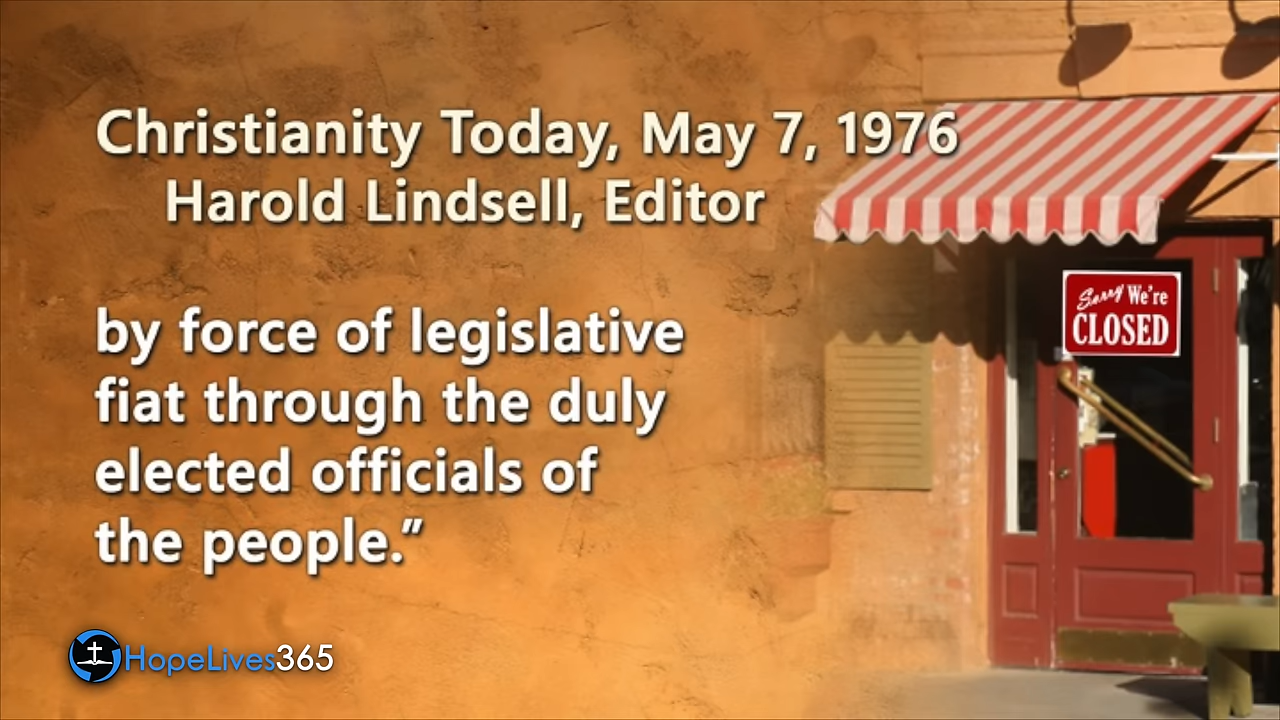 Christianity Today, May 7, 1976
Harold Lindsell, Editor
by force of legislative
fiat through the duly
elected officials of
the people.”
Sorry We're
CLOSED
HopeLives365